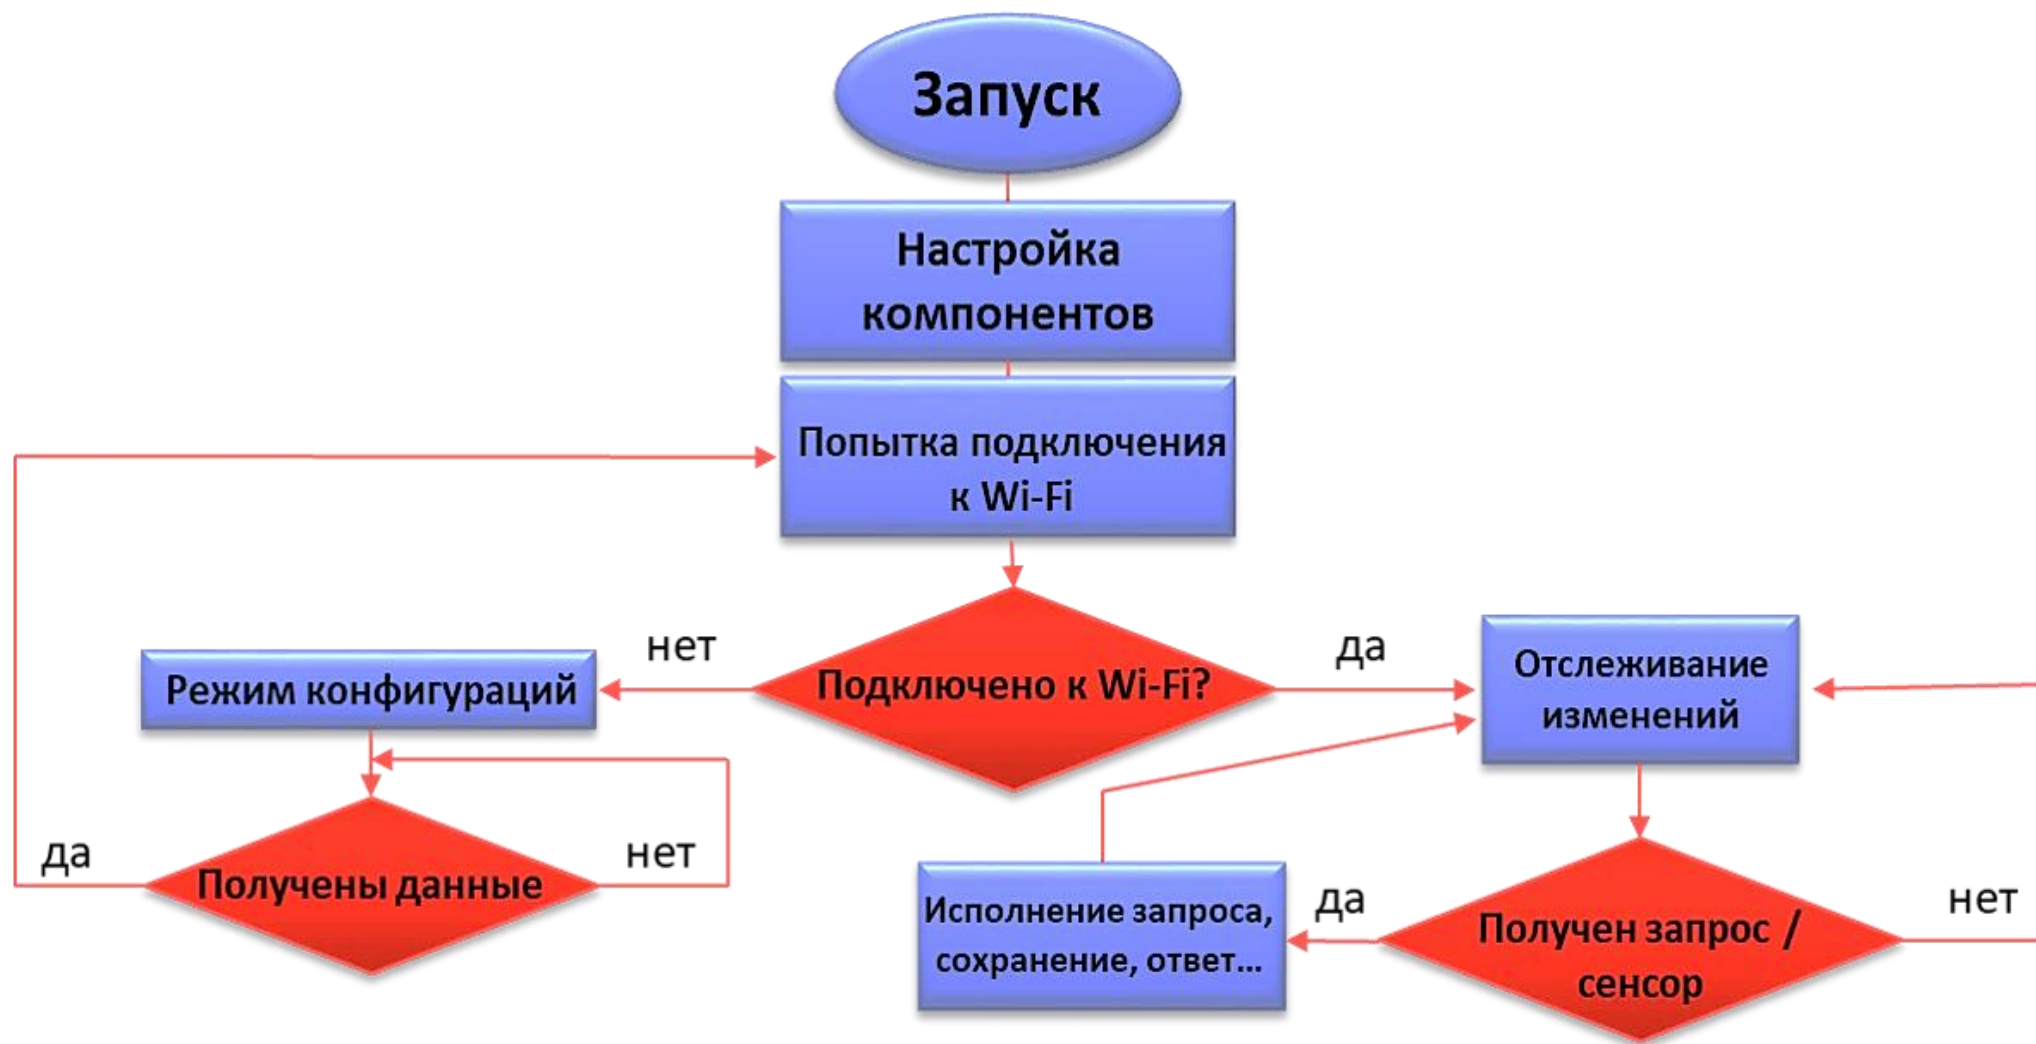 Запуск
Настройка
компонентов
Попытка подключения
к Wi-Fi
нет
да
Подключено к Wi-Fi?
Режим конфигураций
Отслеживание
изменений
да
нет
Получены данные
Исполнение запроса,
сохранение, ответ...
да
нет
Получен запрос /
сенсор